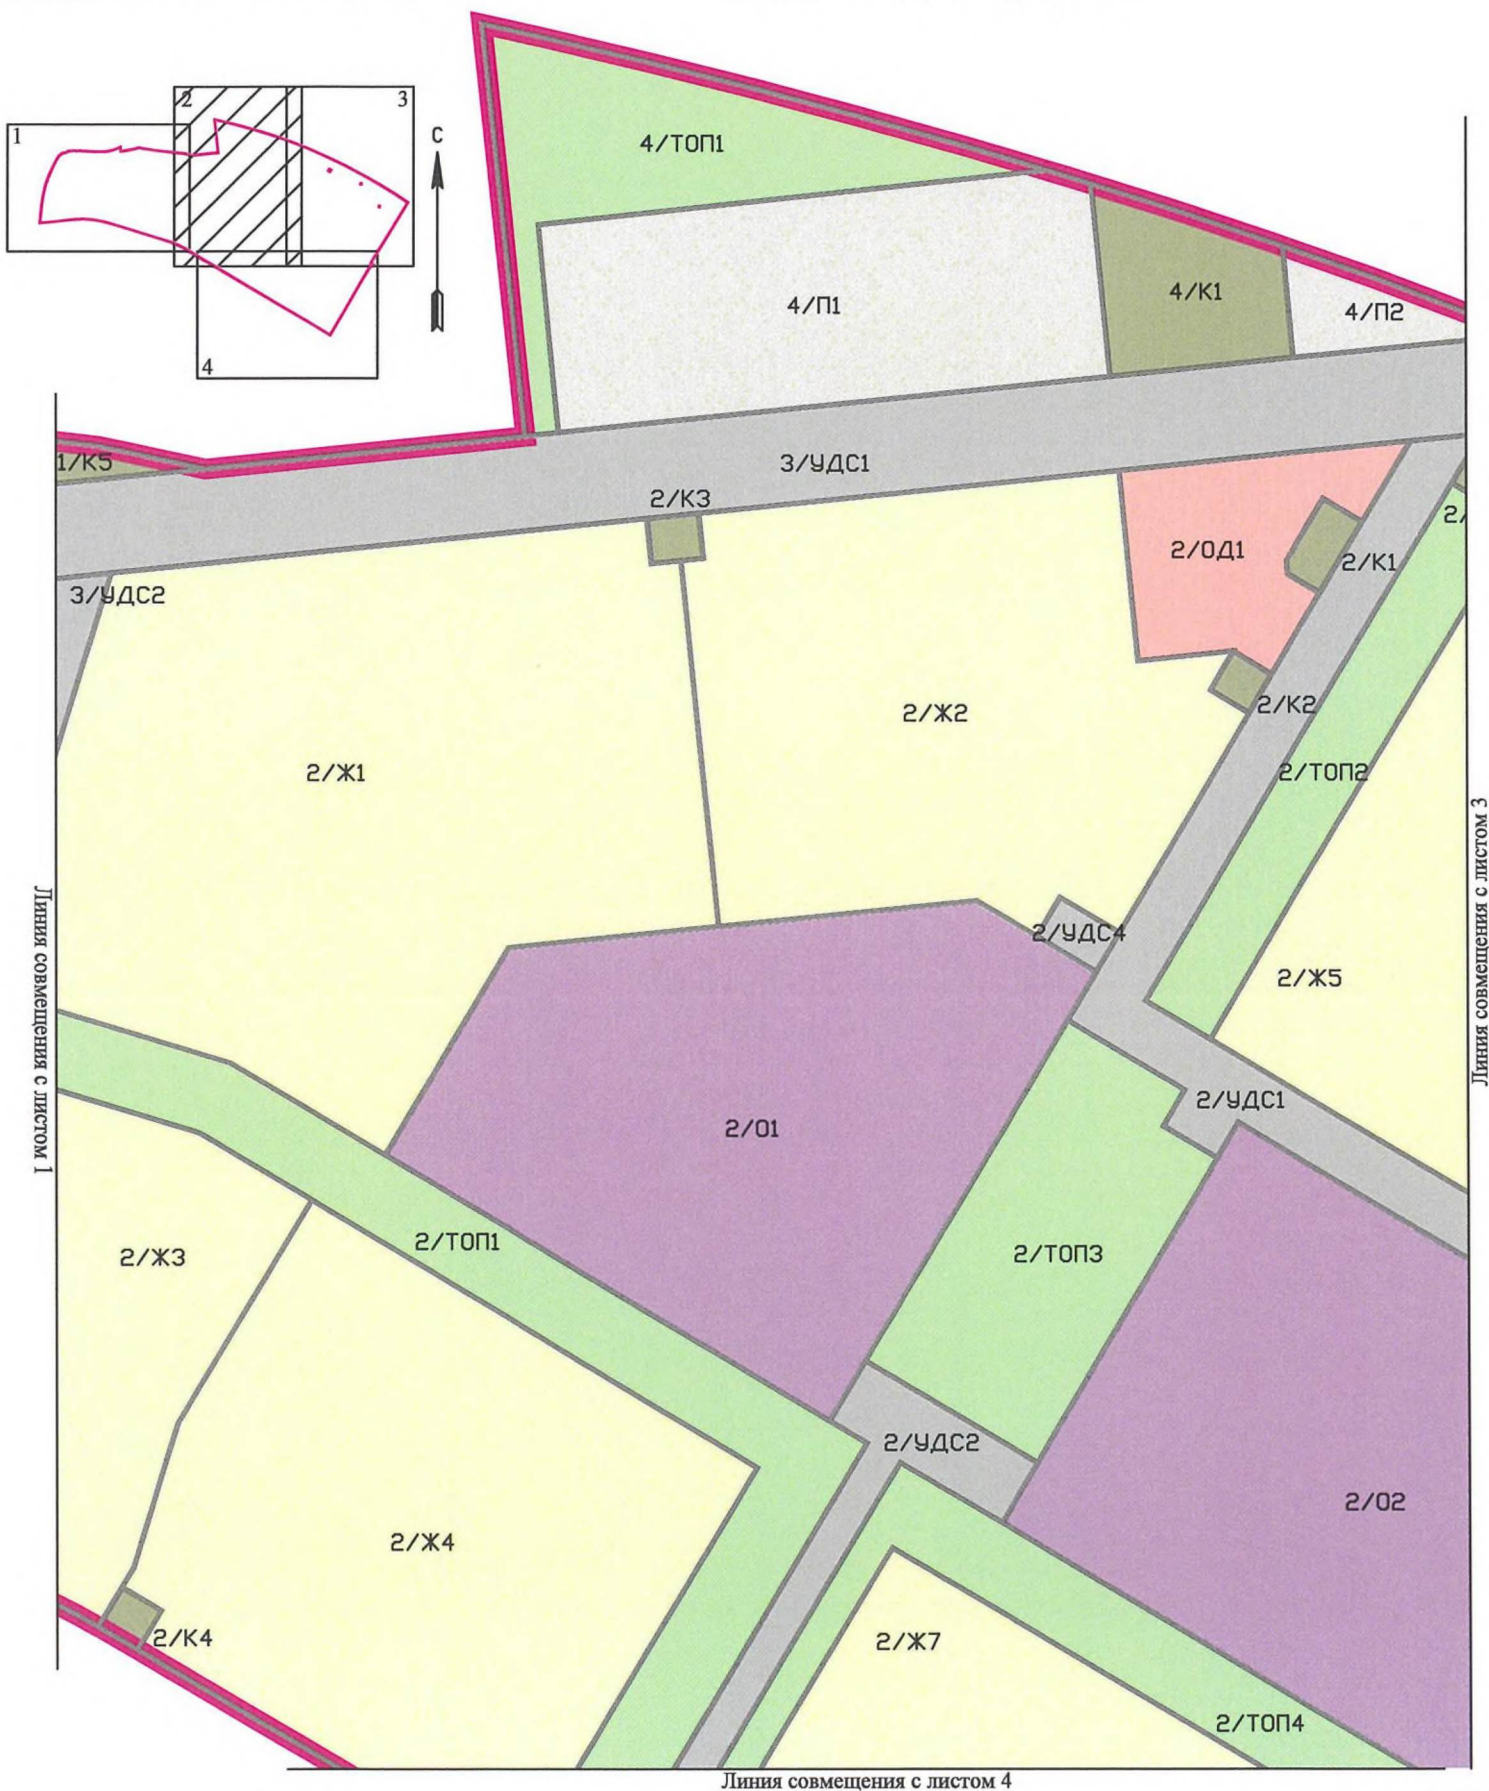 2
3
1
С
4
4/ТОП1
4/П1
4/К1
4/П2
1/К5
3/УДС1
2/К3
2/
2/ОД1
2/К1
3/УДС2
2/К2
2/Ж2
2/Ж1
2/ТОП2
Линия совмещения с листом 3
2/УДС4
2/Ж5
Линия совмещения с листом 1
2/УДС1
2/О1
2/ТОП1
2/ТОП3
2/Ж3
2/УДС2
2/О2
2/Ж4
2/К4
2/Ж7
2/ТОП4
Линия совмещения с листом 4